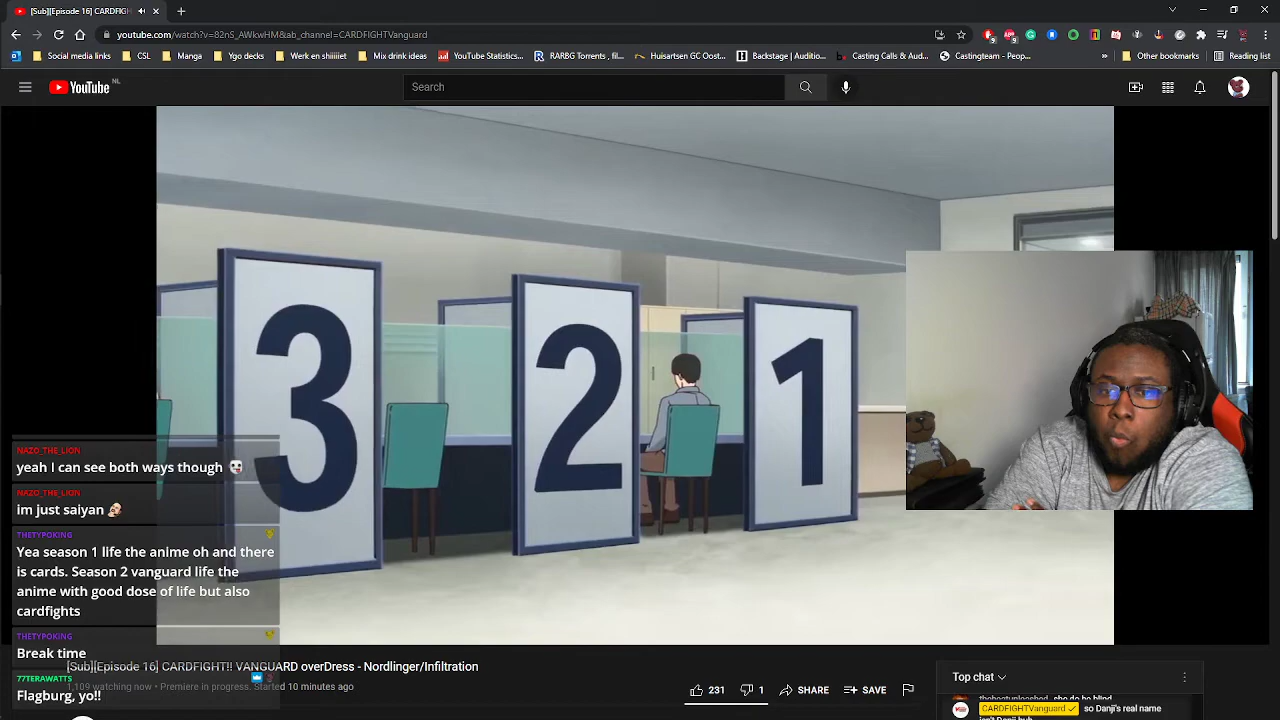 [Sub][Episode 16] CARDFIGH
youtube.com/watch?v=82nS_AWkwHM&ab_channel=CARDFIGHTVanguard
Social media links
CSL
Manga
Ygo decks
Werk en shiiiiiet
Mix drink ideas
YouTube Statistics...
RARBG Torrents , fil...
Huisartsen GC Cast...
Backstage | Auditio...
Casting Calls & Aud...
Castingteam - Peop...
»
Other bookmarks
Reading list
YouTube NL
Search
3
2
1
NAZO_THE_LION
yeah I can see both ways though
NAZO_THE_LION
im just saiyan
THETYPOKING
Yea season 1 life the anime oh and there
is cards. Season 2 vanguard life the
anime with good dose of life but also
cardfights
THETYPOKING
Break time
77TERAWATTS
Flagburg, yo!!
[Sub][Episode 16] CARDFIGHT!! VANGUARD overDress - Nordlinger/Infiltration
1,109 watching now • Premiere in progress. Started 10 minutes ago
231
1
SHARE
SAVE
Top chat
CARDFIGHTVanguard
so Danji's real name